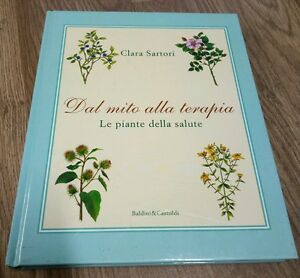 Clara Sartori
Dal mito alla terapia
Le piante della salute
Baldini&Castoldi